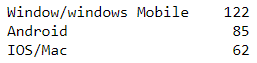 Window/windows Mobile    122
Android                   85
IOS/Mac                   62